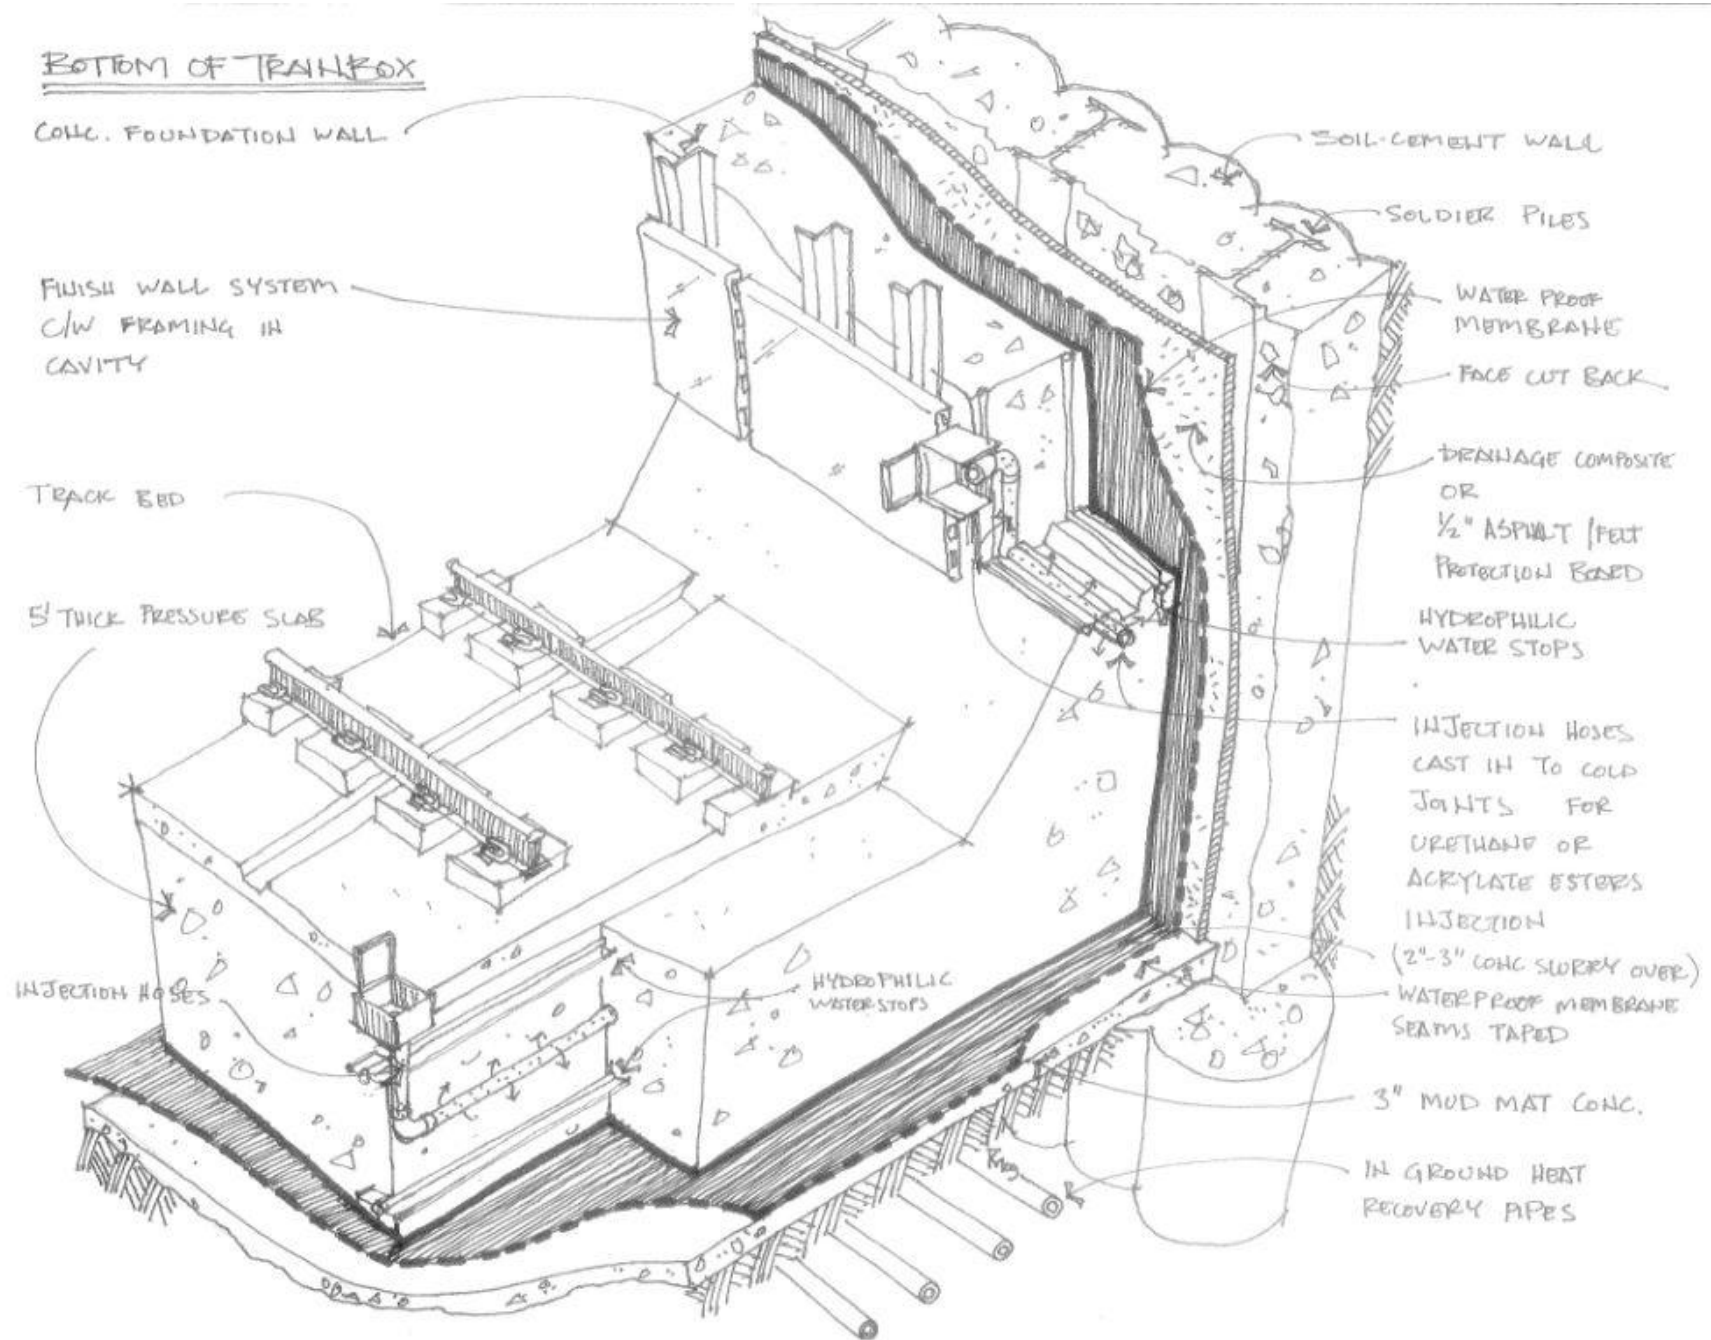 BOTTOM OF TRAINBOX
CONC. FOUNDATION WALL
FINISH WALL SYSTEM
C/W FRAMING IN
CAVITY
TRACK BED
5' THICK PRESSURE SLAB
INJECTION HOSES
HYDROPHILIC
WATERSTOPS
SOIL-CEMENT WALL
SOLDIER PILES
WATER PROOF
MEMBRANE
FACE CUT BACK
DRAINAGE COMPOSITE
OR
1/2" ASPHALT / FELT
PROTECTION BOARD
HYDROPHILIC
WATER STOPS
INJECTION HOSES
CAST IN TO COLD
JOINTS FOR
URETHANE OR
ACRYLATE ESTERS
INJECTION
(2"-3" CONC SLURRY OVER)
WATERPROOF MEMBRANE
SEAMS TAPED
3" MUD MAT CONC.
IN GROUND HEAT
RECOVERY PIPES